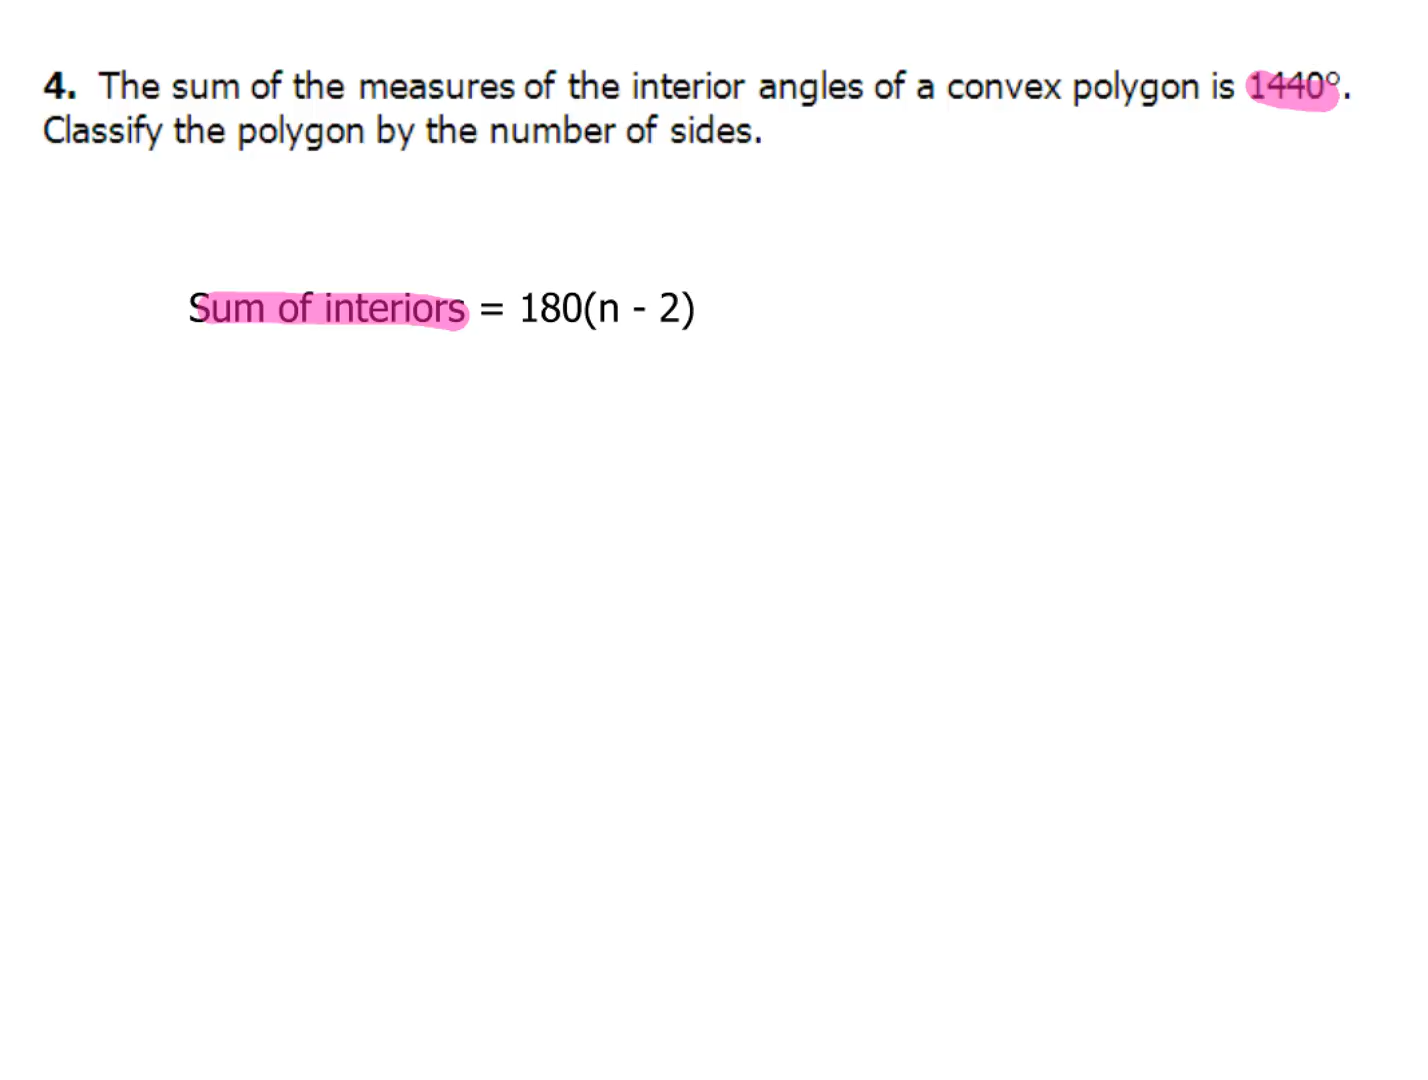 4. The sum of the measures of the interior angles of a convex polygon is 1440°.
Classify the polygon by the number of sides.
Sum of interiors = 180(n - 2)